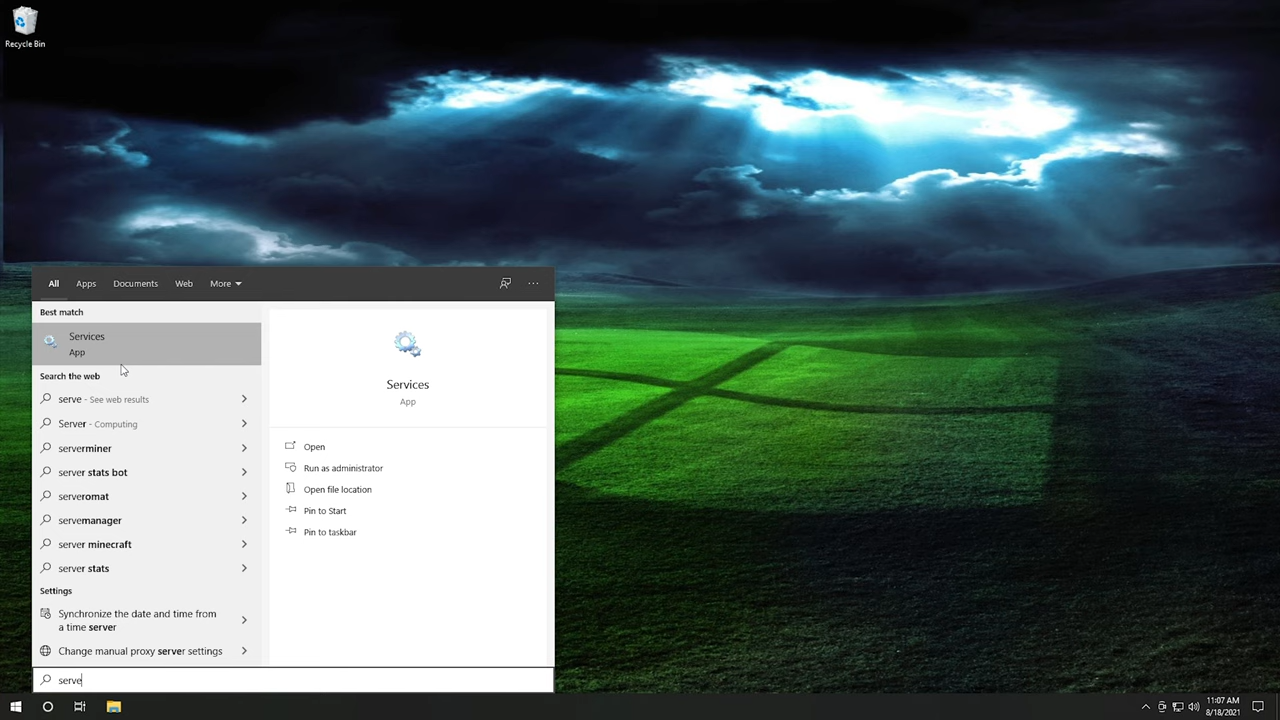 Recycle Bin
All
Apps
Documents
Web
More
Best match
Services
App
Search the web
serve - See web results
Server - Computing
serverminer
server stats bot
serveromat
servemanager
server minecraft
server stats
Settings
Synchronize the date and time from
a time server
Change manual proxy server settings
Services
App
Open
Run as administrator
Open file location
Pin to Start
Pin to taskbar
serve
11:07 AM
8/18/2021